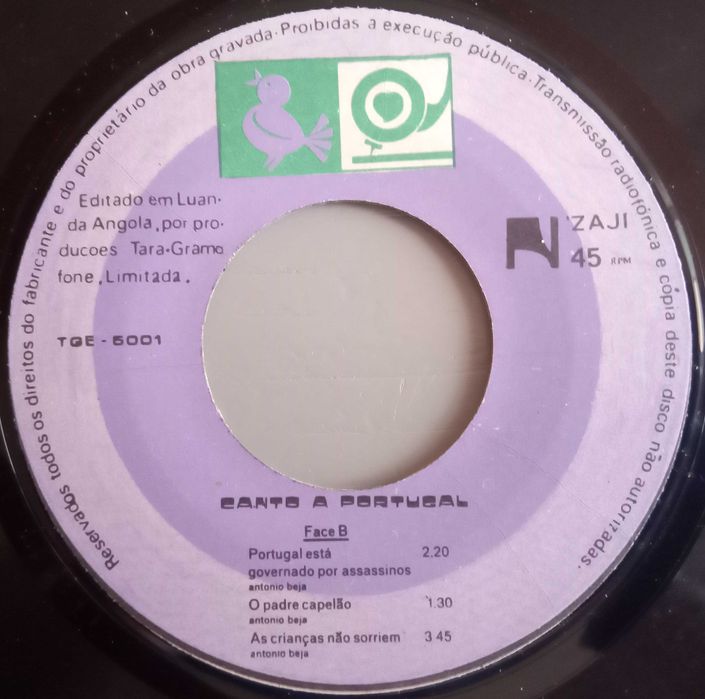 Reservados todos os direitos do fabricante e do proprietário da obra gravada·Proibidas a execução pública·Transmissão radiofónica e cópia deste disco não autorizadas·
Editado em Luan-
da Angola, por pro-
ducoes Tara-Gramo
fone, Limitada.
ZAJI
45 RPM
TGE - 5001
CANTO A PORTUGAL
Face B
Portugal está 2.20
governado por assassinos
antonio beja
O padre capelão 1.30
antonio beja
As crianças não sorriem 3 45
antonio beja